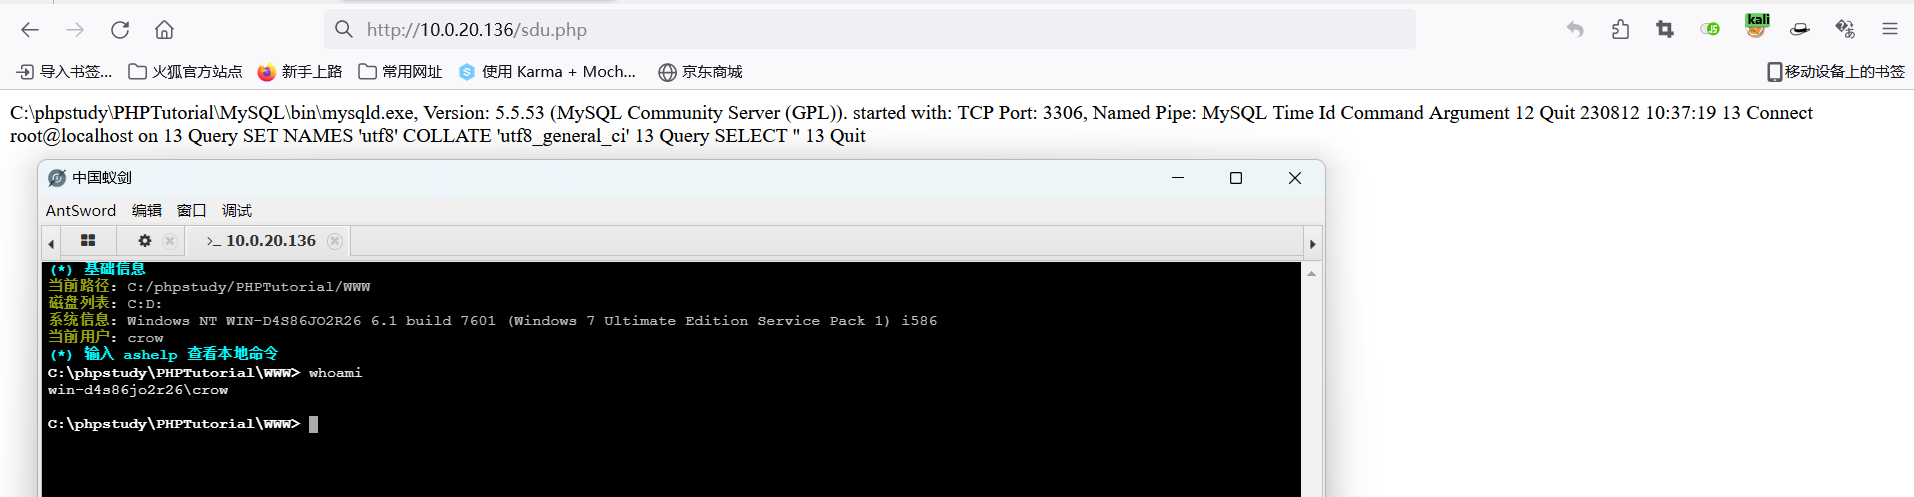 http://10.0.20.136/sdu.php
JS
kali
导入书签... 火狐官方站点 新手上路 常用网址 使用 Karma + Moch... 京东商城 移动设备上的书签
C:\phpstudy\PHPTutorial\MySQL\bin\mysqld.exe, Version: 5.5.53 (MySQL Community Server (GPL)). started with: TCP Port: 3306, Named Pipe: MySQL Time Id Command Argument 12 Quit 230812 10:37:19 13 Connect
root@localhost on 13 Query SET NAMES 'utf8' COLLATE 'utf8_general_ci' 13 Query SELECT '' 13 Quit
中国蚁剑
AntSword 编辑 窗口 调试
>_ 10.0.20.136
(*) 基础信息
当前路径: C:/phpstudy/PHPTutorial/WWW
磁盘列表: C:D:
系统信息: Windows NT WIN-D4S86JO2R26 6.1 build 7601 (Windows 7 Ultimate Edition Service Pack 1) i586
当前用户: crow
(*) 输入 ashelp 查看本地命令
C:\phpstudy\PHPTutorial\WWW> whoami
win-d4s86jo2r26\crow
C:\phpstudy\PHPTutorial\WWW>